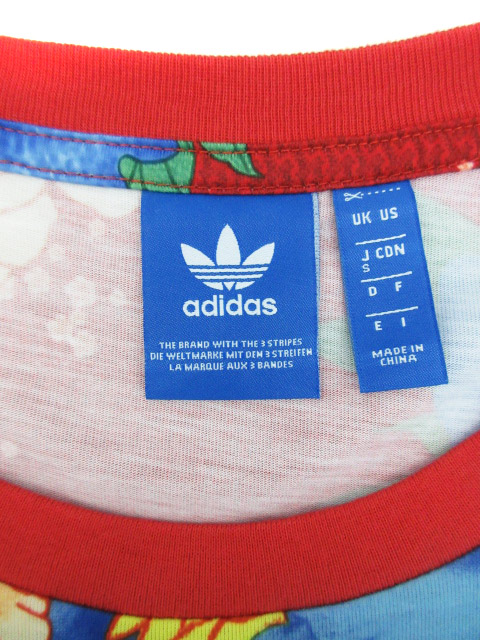 adidas
THE BRAND WITH THE 3 STRIPES
DIE WELTMARKE MIT DEN 3 STREIFEN
LA MARQUE AUX 3 BANDES
UK US
J CDN
S
D F
E I
MADE IN
CHINA